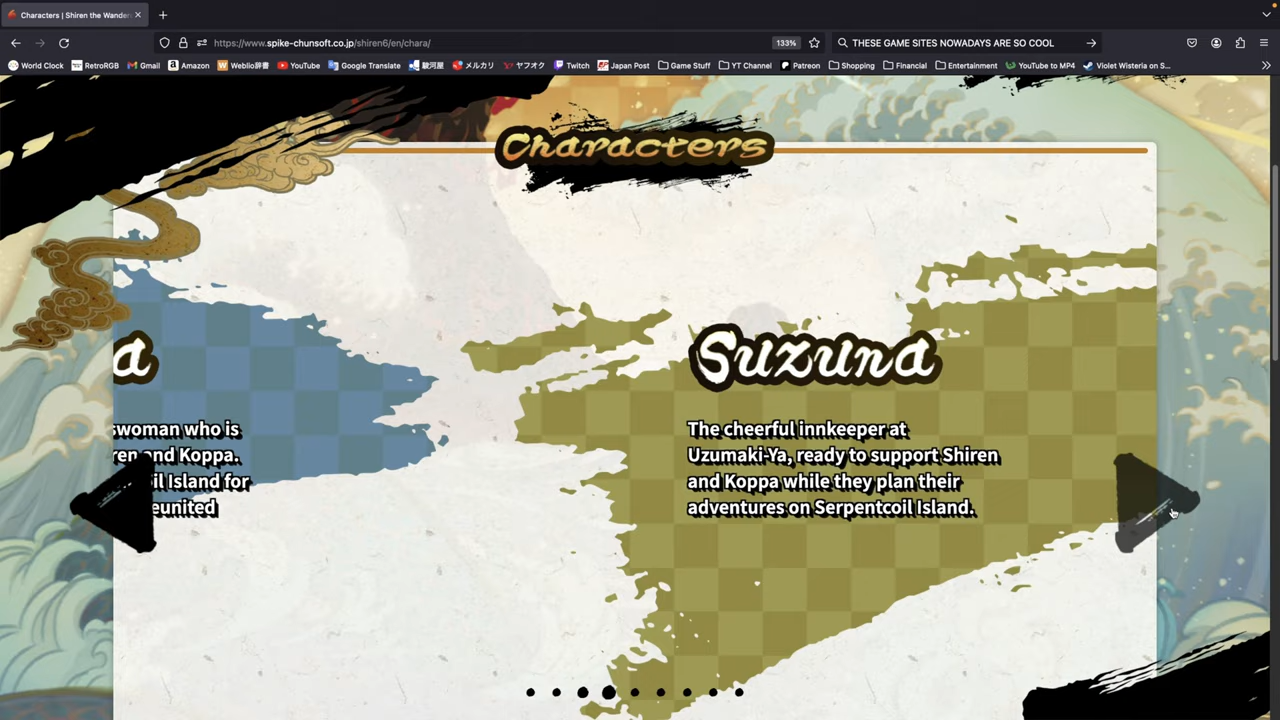 Characters | Shiren the Wander
https://www.spike-chunsoft.co.jp/shiren6/en/chara/
133%
THESE GAME SITES NOWADAYS ARE SO COOL
World Clock
RetroRGB
Gmail
Amazon
Weblio辞書
YouTube
Google Translate
駿河屋
メルカリ
ヤフオク
Twitch
Suruga-ya
Japan Post
Game Stuff
YT Channel
Patreon
Shopping
Financial
Entertainment
YouTube to MP4
Violet Wisteria on S...
Characters
a
swoman who is
ren and Koppa.
oil Island for
eunited
Suzuna
The cheerful innkeeper at
Uzumaki-Ya, ready to support Shiren
and Koppa while they plan their
adventures on Serpentcoil Island.